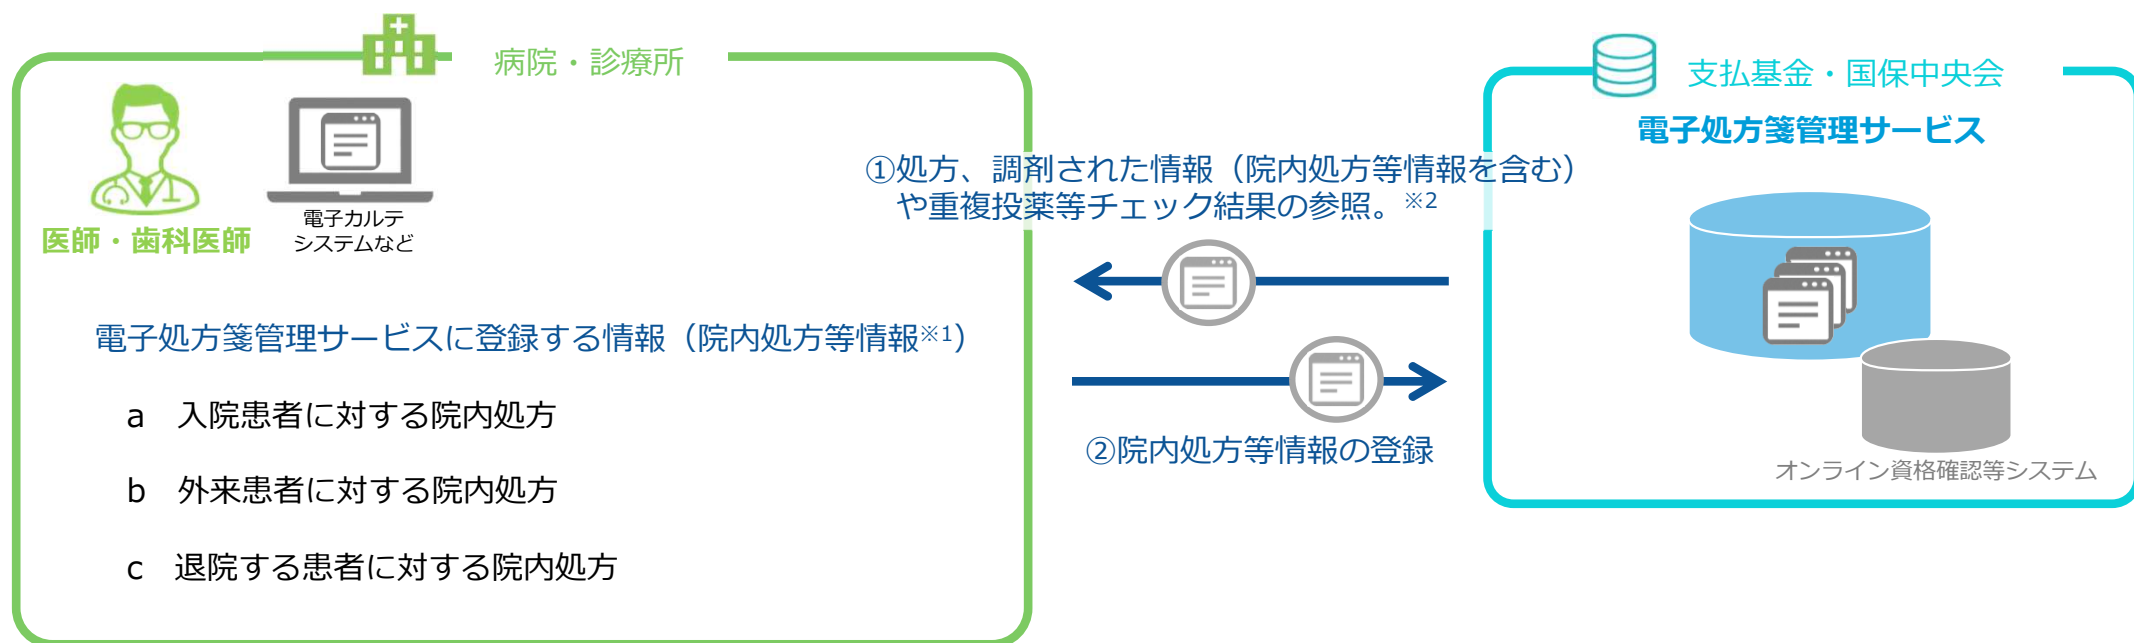 病院・診療所
医師・歯科医師
電子カルテ
システムなど
電子処方箋管理サービスに登録する情報（院内処方等情報※1）
a　入院患者に対する院内処方
b　外来患者に対する院内処方
c　退院する患者に対する院内処方
①処方、調剤された情報（院内処方等情報を含む）
や重複投薬等チェック結果の参照。※2
②院内処方等情報の登録
支払基金・国保中央会
電子処方箋管理サービス
オンライン資格確認等システム